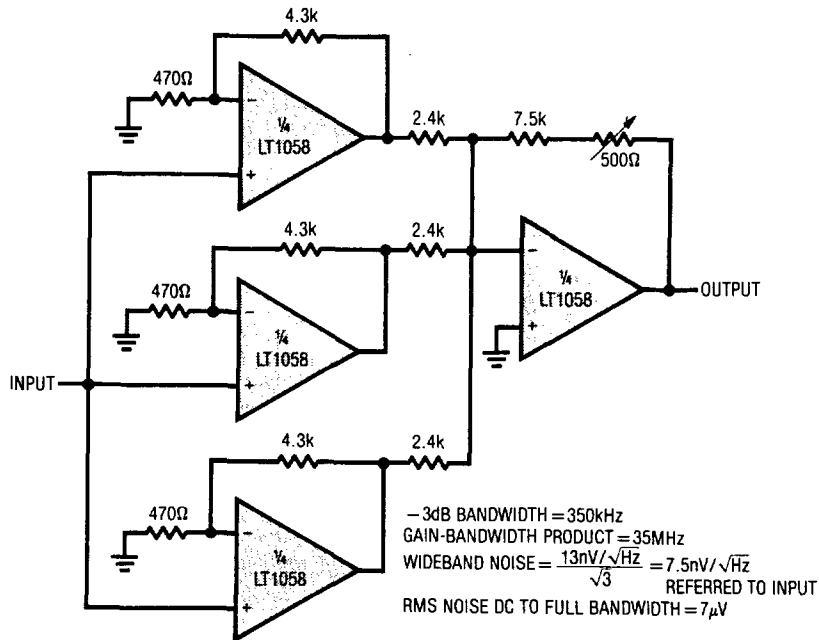 4.3k
470Ω
−
¼
LT1058
+
2.4k
7.5k
500Ω
4.3k
2.4k
470Ω
−
¼
LT1058
+
−
¼
LT1058
+
OUTPUT
INPUT
4.3k
2.4k
470Ω
−
¼
LT1058
+
−3dB BANDWIDTH = 350kHz
GAIN-BANDWIDTH PRODUCT = 35MHz
WIDEBAND NOISE = 13nV/√Hz / √3 = 7.5nV/√Hz
REFERRED TO INPUT
RMS NOISE DC TO FULL BANDWIDTH = 7μV